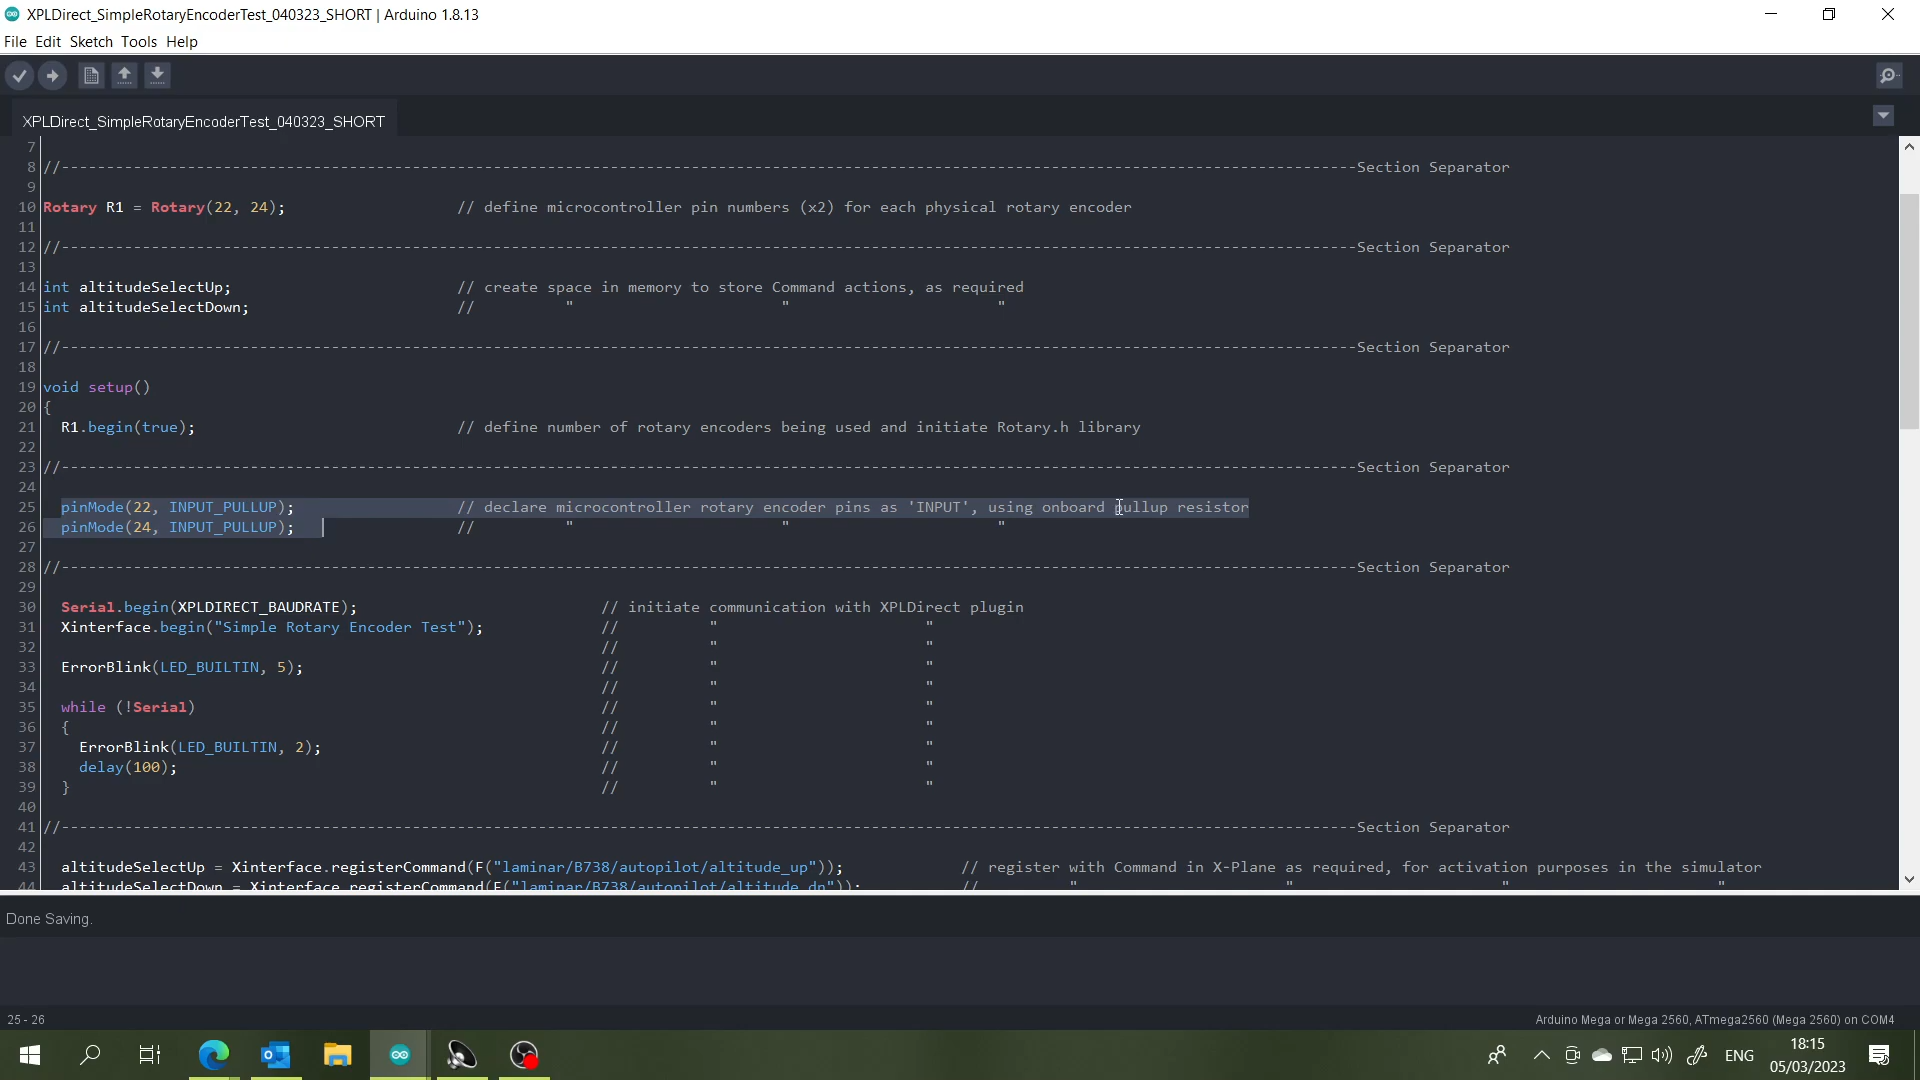 XPLDirect_SimpleRotaryEncoderTest_040323_SHORT | Arduino 1.8.13
File Edit Sketch Tools Help
XPLDirect_SimpleRotaryEncoderTest_040323_SHORT
7
8 //------------------------------------------------------------------------------------------------------------------------------------------------Section Separator
9
10 Rotary R1 = Rotary(22, 24); // define microcontroller pin numbers (x2) for each physical rotary encoder
11
12 //------------------------------------------------------------------------------------------------------------------------------------------------Section Separator
13
14 int altitudeSelectUp; // create space in memory to store Command actions, as required
15 int altitudeSelectDown; // " " "
16
17 //------------------------------------------------------------------------------------------------------------------------------------------------Section Separator
18
19 void setup()
20 {
21 R1.begin(true); // define number of rotary encoders being used and initiate Rotary.h library
22
23 //------------------------------------------------------------------------------------------------------------------------------------------------Section Separator
24
25 pinMode(22, INPUT_PULLUP); // declare microcontroller rotary encoder pins as 'INPUT', using onboard pullup resistor
26 pinMode(24, INPUT_PULLUP); // " " "
27
28 //------------------------------------------------------------------------------------------------------------------------------------------------Section Separator
29
30 Serial.begin(XPLDIRECT_BAUDRATE); // initiate communication with XPLDirect plugin
31 Xinterface.begin("Simple Rotary Encoder Test"); // " "
32 // " "
33 ErrorBlink(LED_BUILTIN, 5); // " "
34 // " "
35 while (!Serial) // " "
36 { // " "
37 ErrorBlink(LED_BUILTIN, 2); // " "
38 delay(100); // " "
39 } // " "
40
41 //------------------------------------------------------------------------------------------------------------------------------------------------Section Separator
42
43 altitudeSelectUp = Xinterface.registerCommand(F("laminar/B738/autopilot/altitude_up")); // register with Command in X-Plane as required, for activation purposes in the simulator
44 altitudeSelectDown = Xinterface.registerCommand(F("laminar/B738/autopilot/altitude_dn")); // " " " "
Done Saving.
25 - 26
Arduino Mega or Mega 2560, ATmega2560 (Mega 2560) on COM4
ENG
18:15
05/03/2023